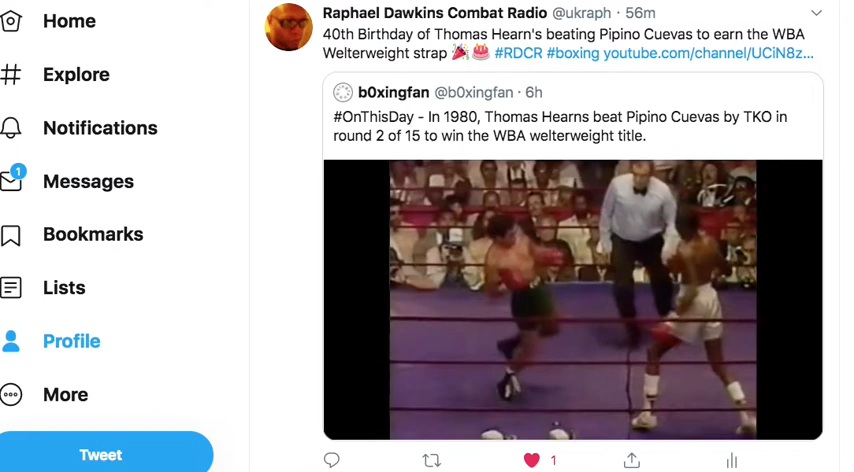 Home
Explore
Notifications
1
Messages
Bookmarks
Lists
Profile
More
Tweet
Raphael Dawkins Combat Radio @ukraph · 56m
40th Birthday of Thomas Hearn's beating Pipino Cuevas to earn the WBA
Welterweight strap 🎉🎂 #RDCR #boxing youtube.com/channel/UCiN8z...
b0xingfan @b0xingfan · 6h
#OnThisDay - In 1980, Thomas Hearns beat Pipino Cuevas by TKO in
round 2 of 15 to win the WBA welterweight title.
1